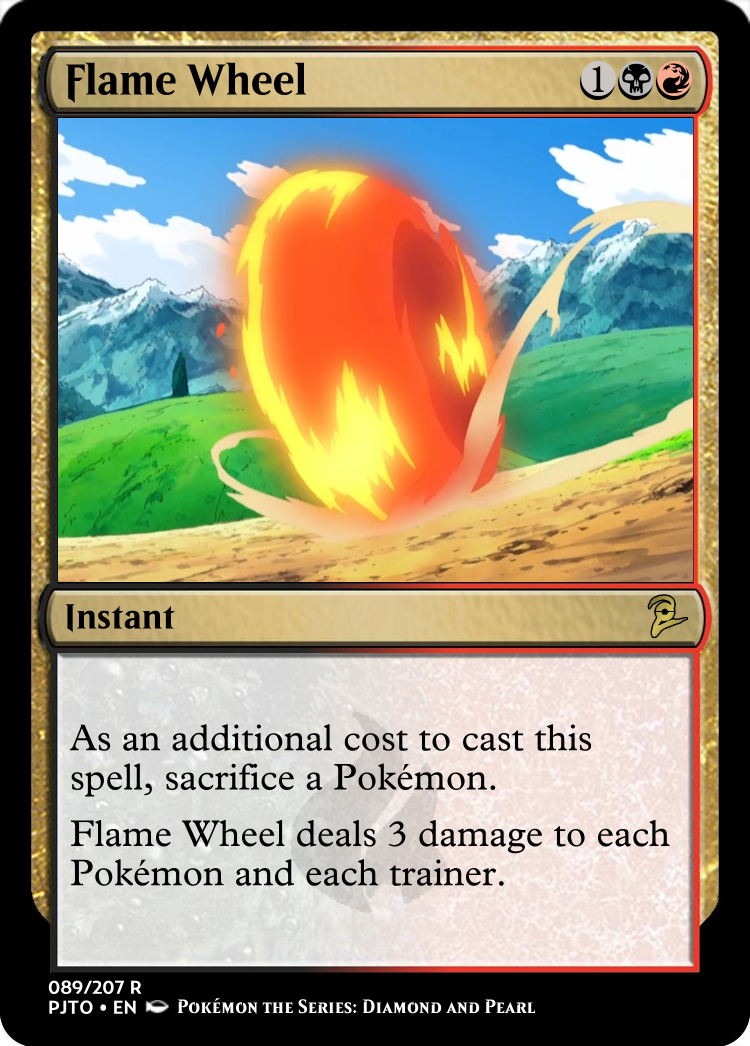 Flame Wheel 1
Instant
As an additional cost to cast this
spell, sacrifice a Pokémon.
Flame Wheel deals 3 damage to each
Pokémon and each trainer.
089/207 R
PJTO • EN Pokémon the Series: Diamond and Pearl